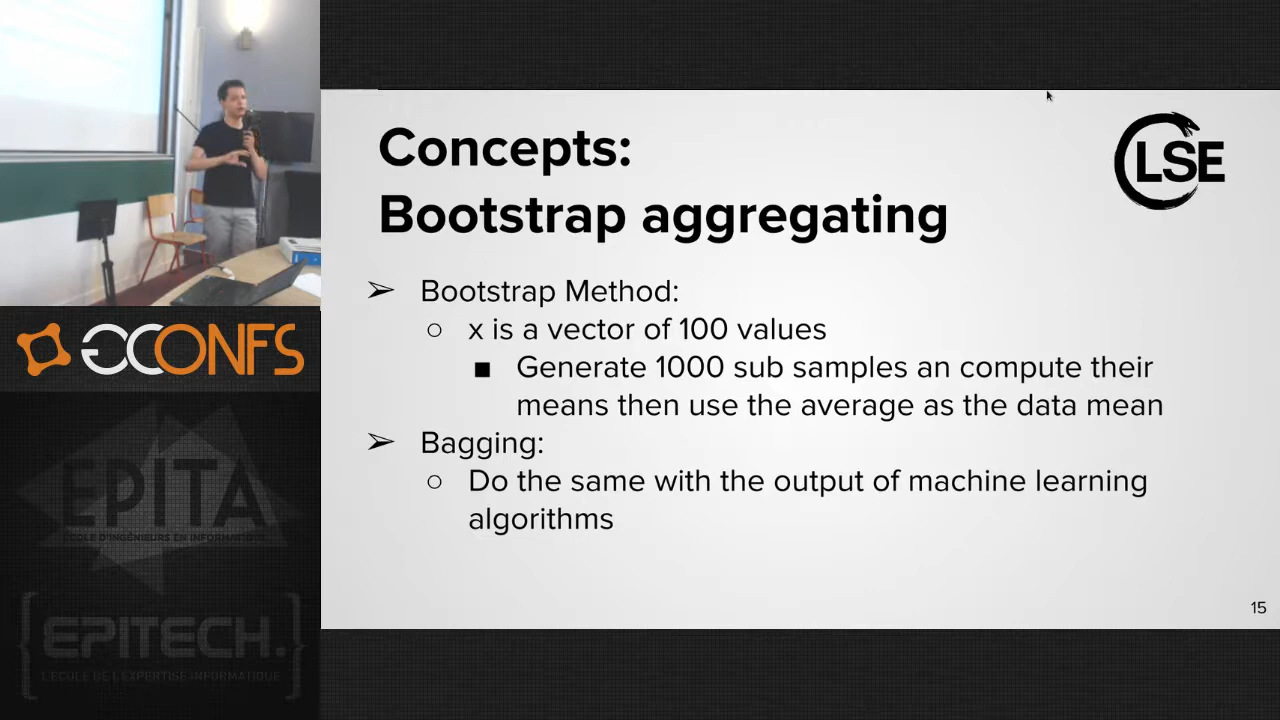 Concepts:
Bootstrap aggregating
LSE
➢ Bootstrap Method:
○ x is a vector of 100 values
■ Generate 1000 sub samples an compute their
means then use the average as the data mean
➢ Bagging:
○ Do the same with the output of machine learning
algorithms
15
GCONFS
EPITA
ÉCOLE D'INGÉNIEURS EN INFORMATIQUE
{EPITECH.}
L'ÉCOLE DE L'EXPERTISE INFORMATIQUE